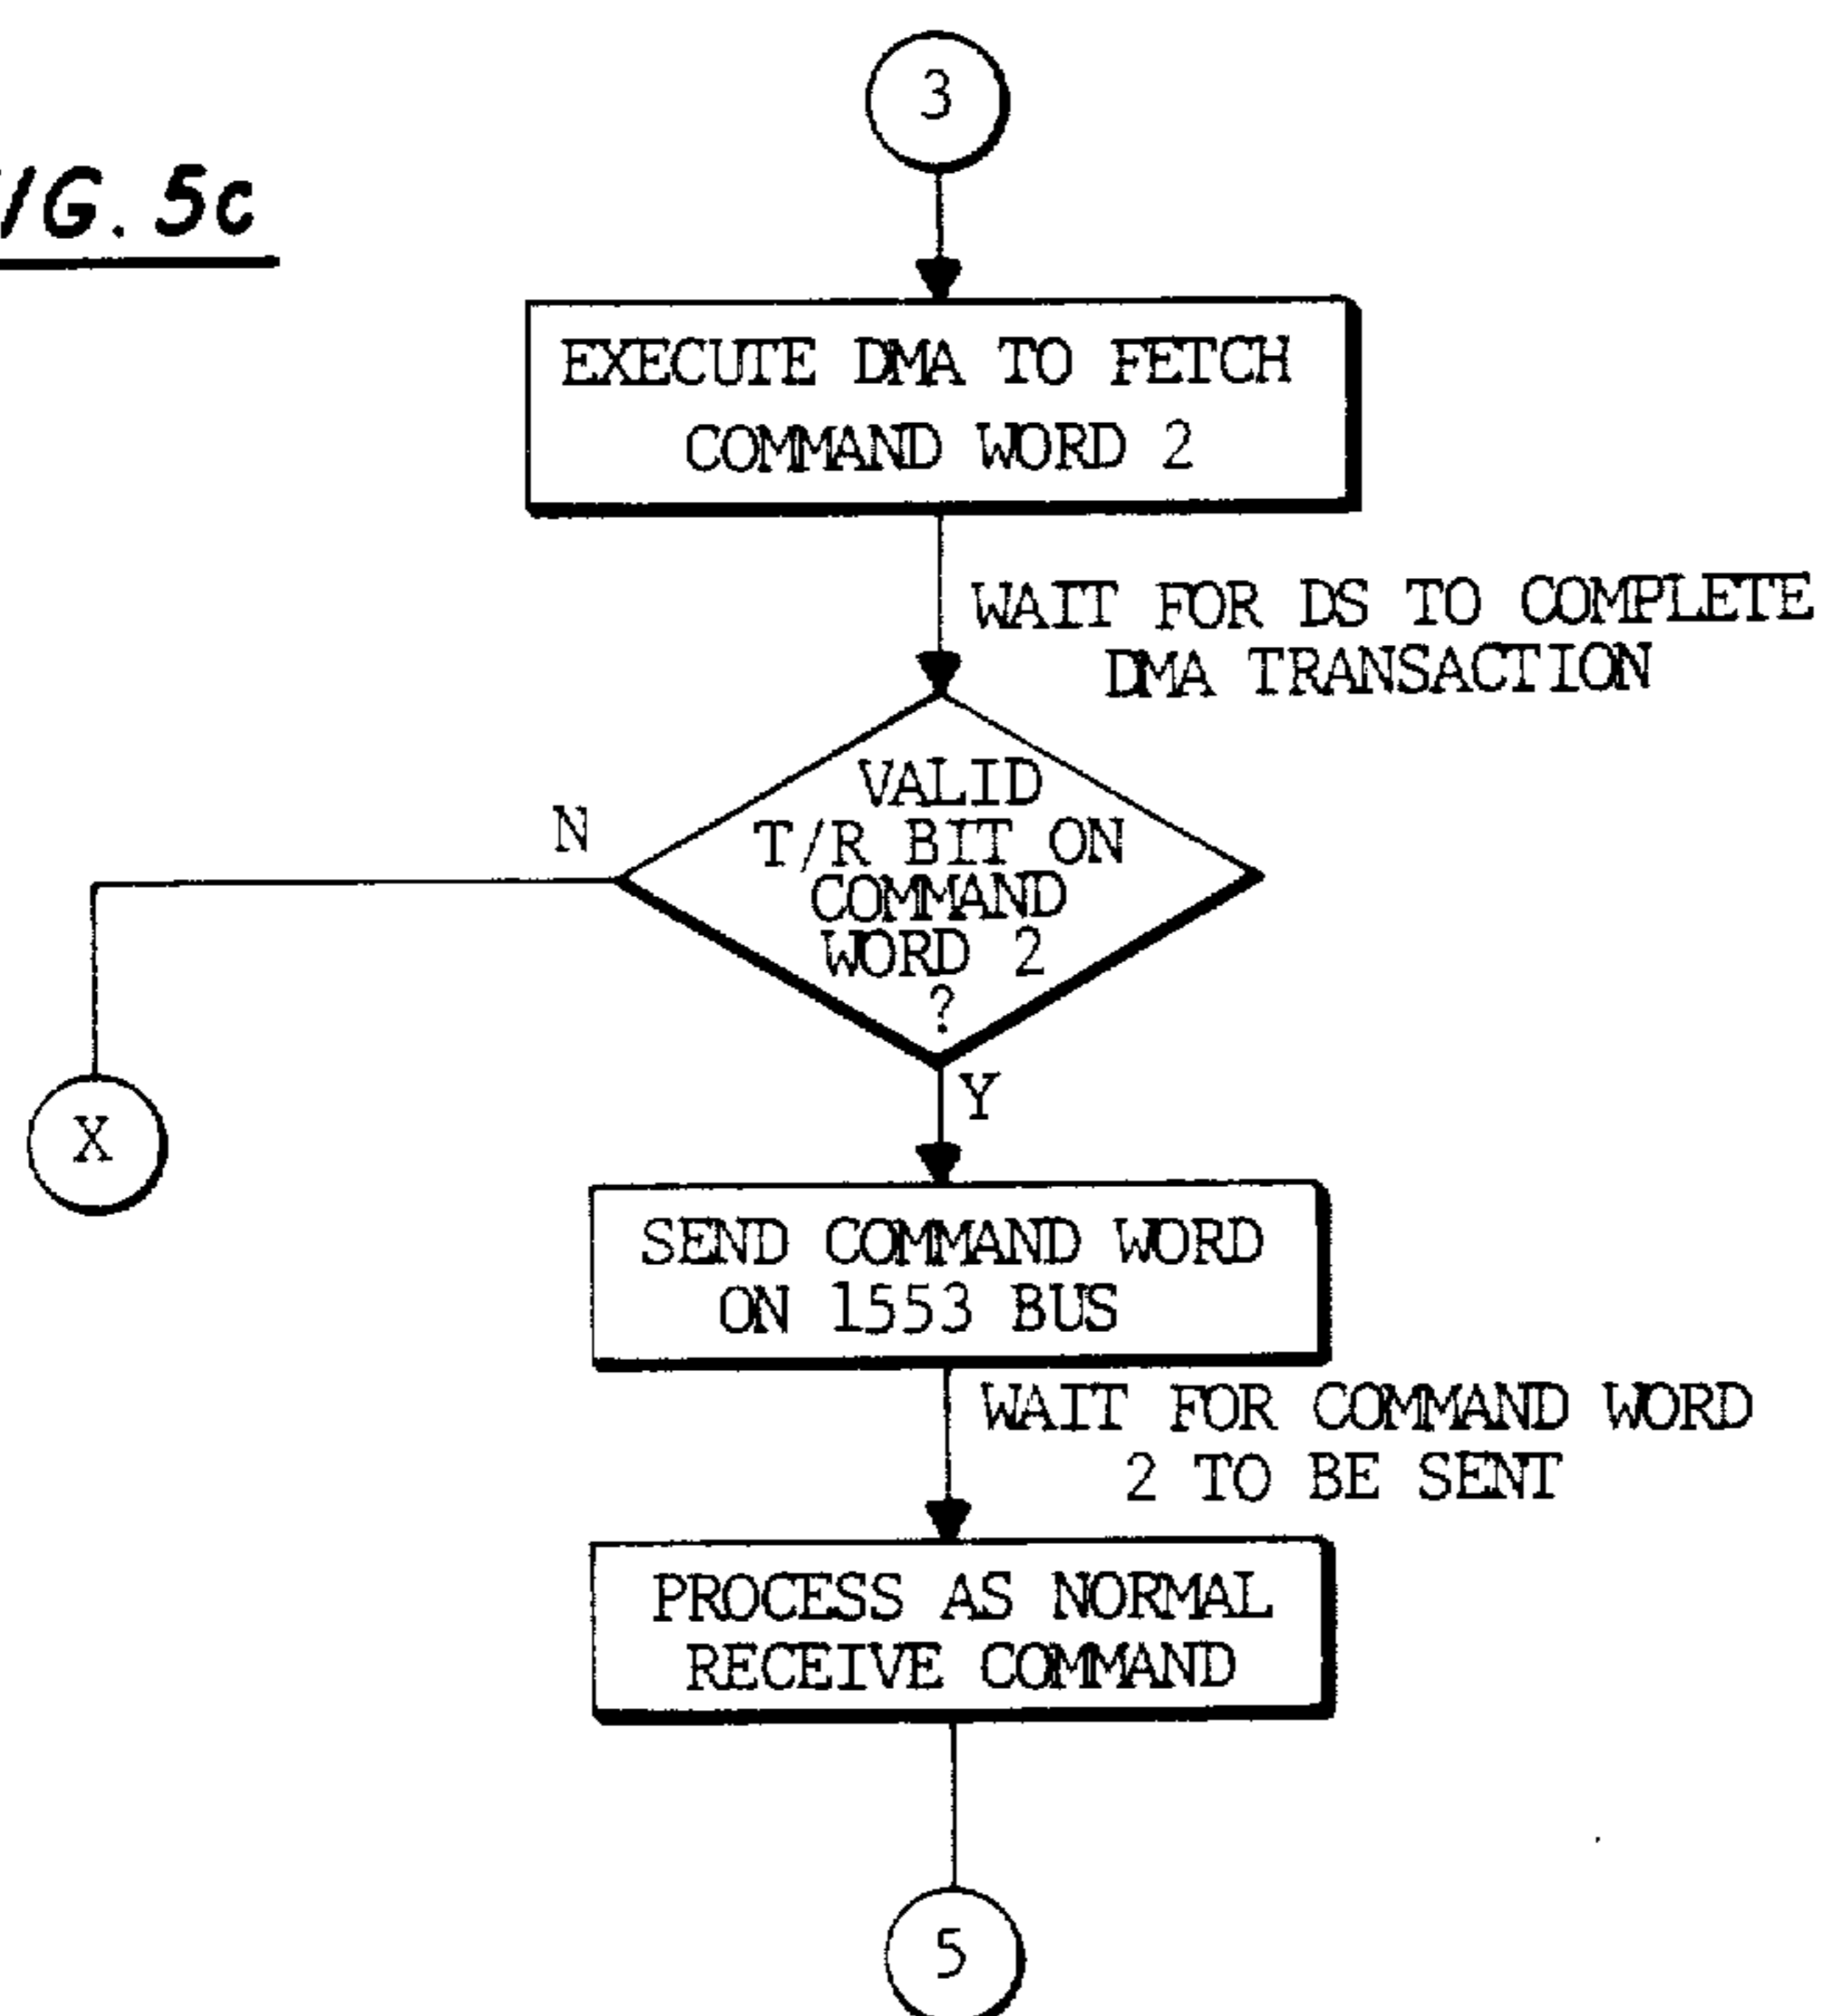 3
IG. 5c
EXECUTE DMA TO FETCH
COMMAND WORD 2
WAIT FOR DS TO COMPLETE
DMA TRANSACTION
VALID
T/R BIT ON
COMMAND
WORD 2
?
N
X
Y
SEND COMMAND WORD
ON 1553 BUS
WAIT FOR COMMAND WORD
2 TO BE SENT
PROCESS AS NORMAL
RECEIVE COMMAND
5